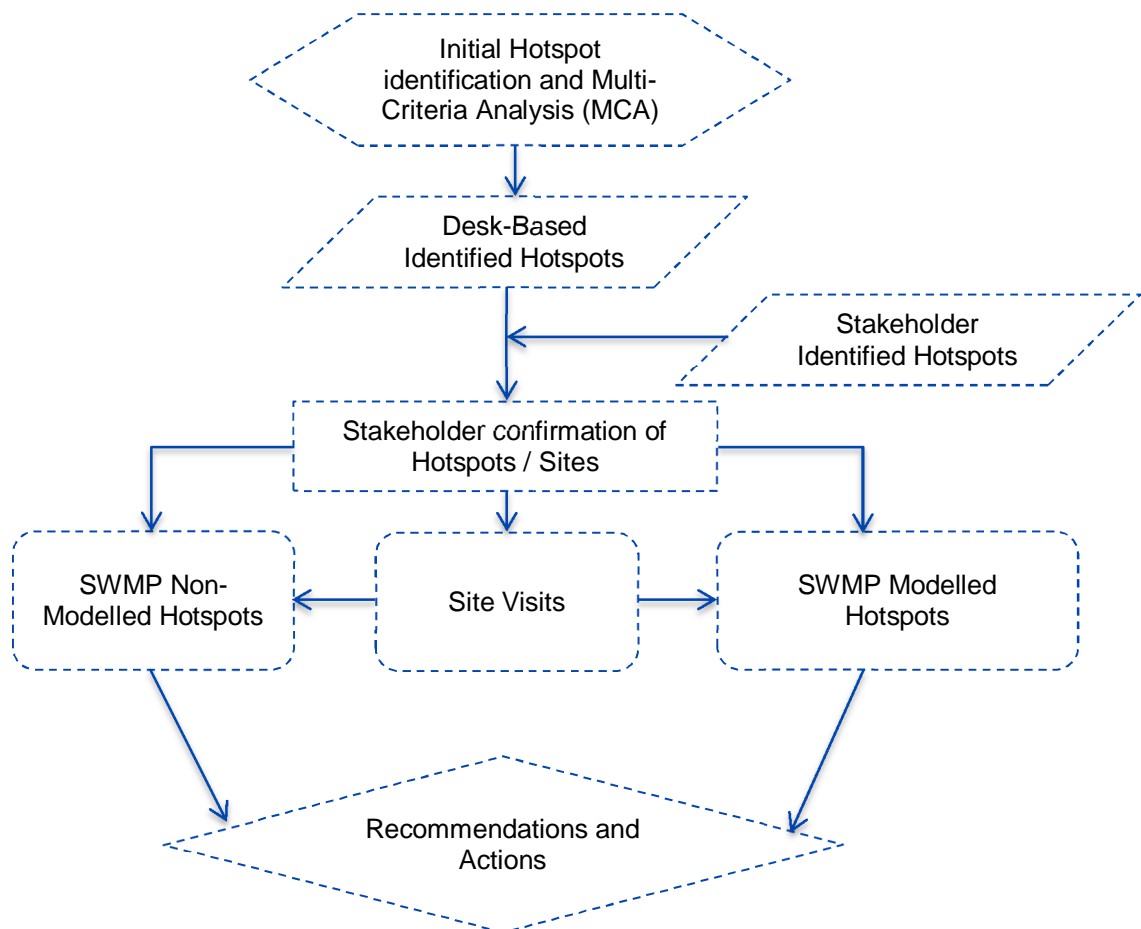 Initial Hotspot
identification and Multi-
Criteria Analysis (MCA)
Desk-Based
Identified Hotspots
Stakeholder
Identified Hotspots
Stakeholder confirmation of
Hotspots / Sites
SWMP Non-
Modelled Hotspots
Site Visits
SWMP Modelled
Hotspots
Recommendations and
Actions